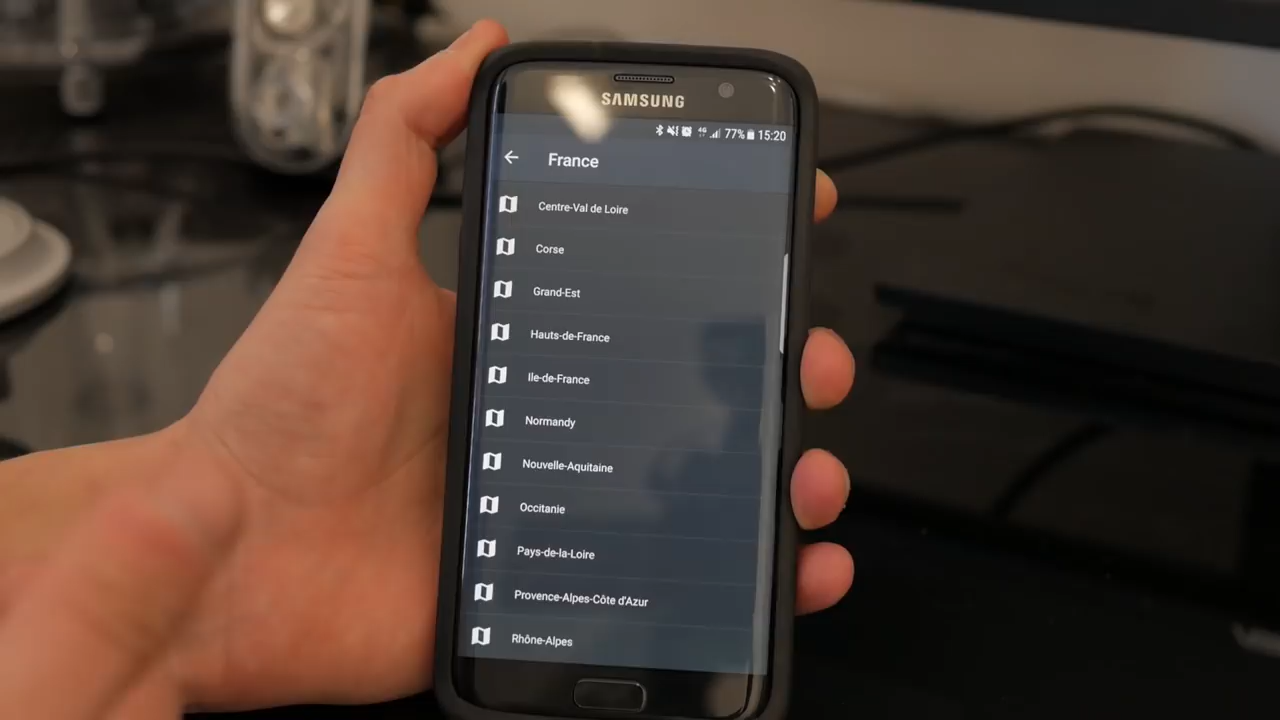 SAMSUNG
4G 77% 15:20
France
Centre-Val de Loire
Corse
Grand-Est
Hauts-de-France
Ile-de-France
Normandy
Nouvelle-Aquitaine
Occitanie
Pays-de-la-Loire
Provence-Alpes-Côte d'Azur
Rhône-Alpes